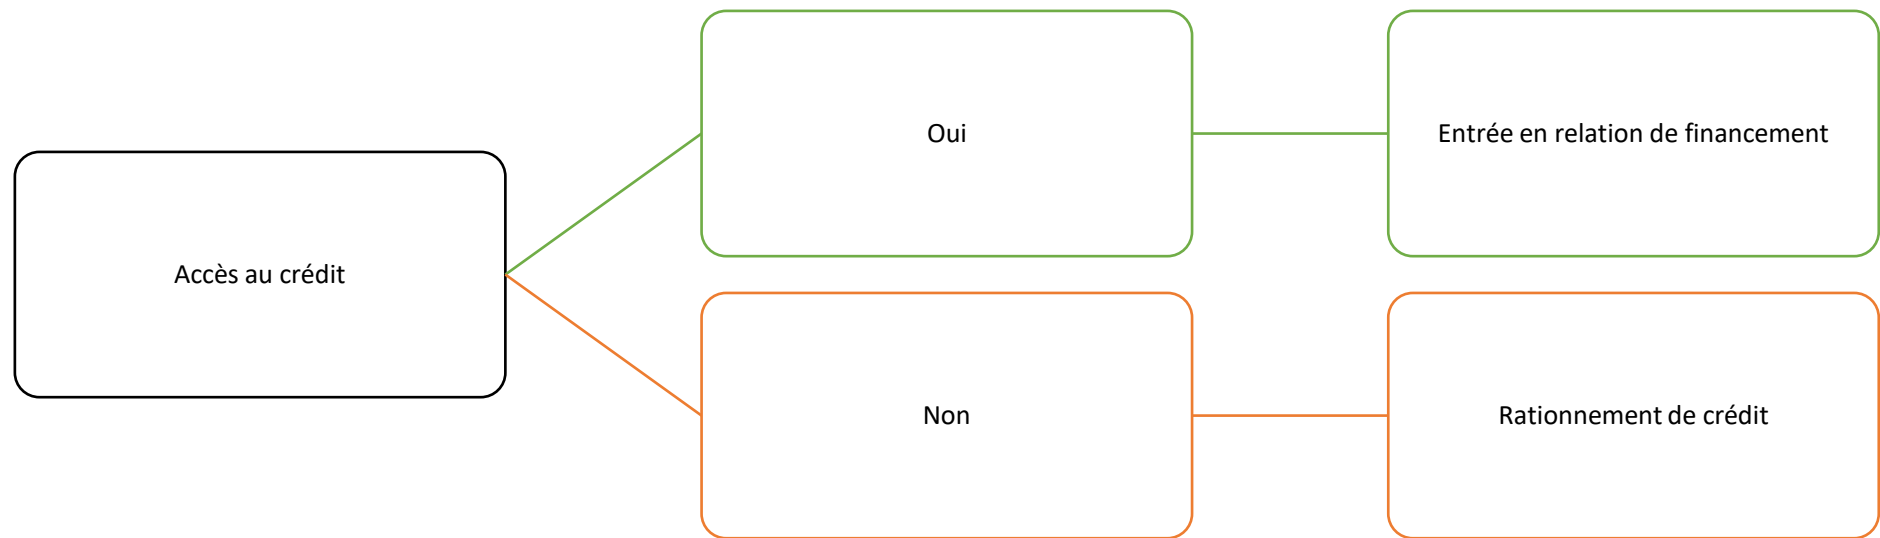 Accès au crédit
Oui
Entrée en relation de financement
Non
Rationnement de crédit